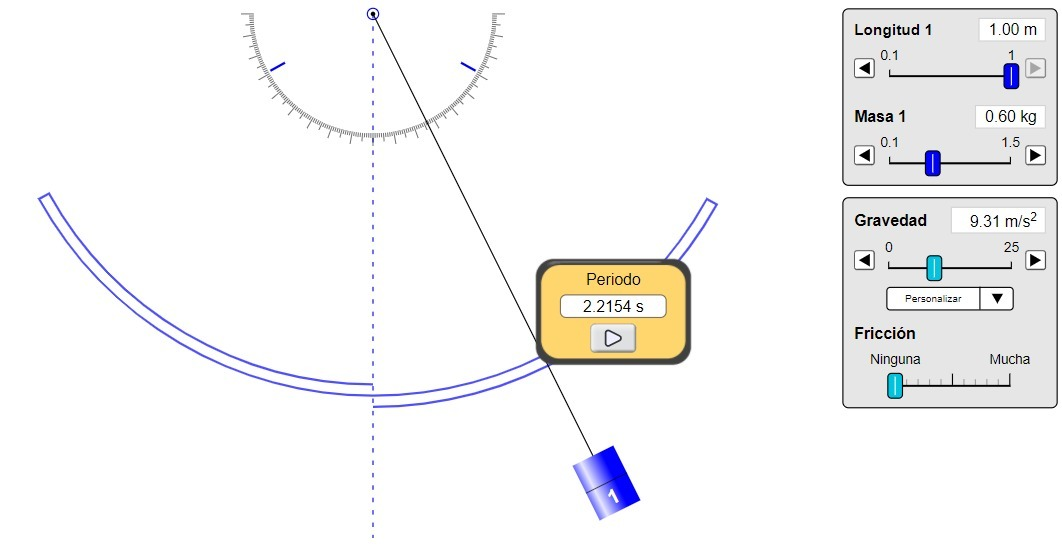 Longitud 1 1.00 m
0.1 1
Masa 1 0.60 kg
0.1 1.5
Gravedad 9.31 m/s²
0 25
Personalizar
Fricción
Ninguna Mucha
Periodo
2.2154 s
1